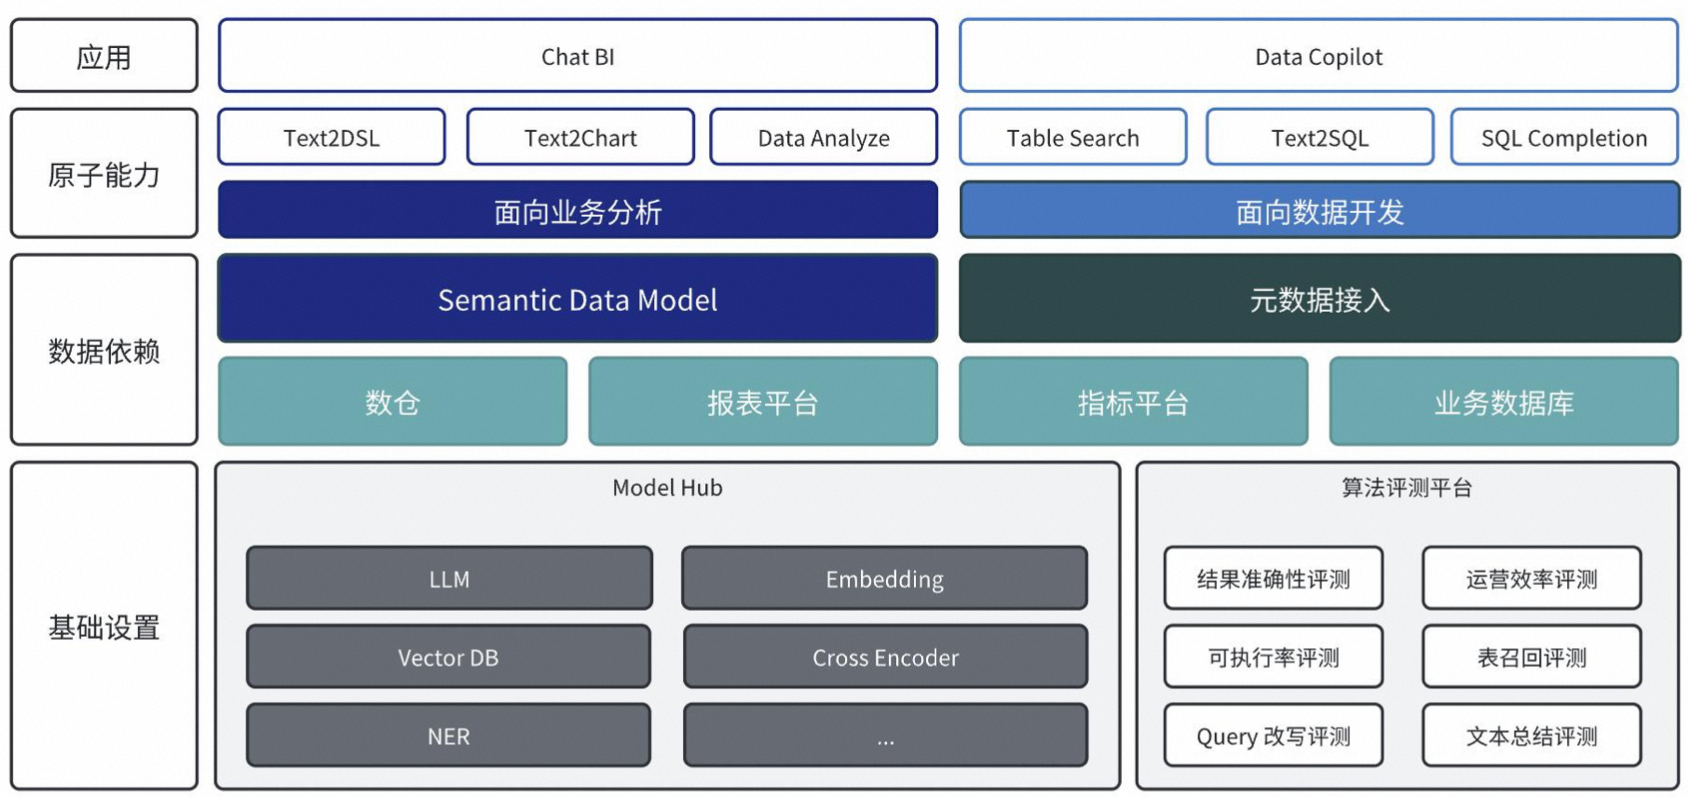 应用
Chat BI
Data Copilot
原子能力
Text2DSL
Text2Chart
Data Analyze
Table Search
Text2SQL
SQL Completion
面向业务分析
面向数据开发
数据依赖
Semantic Data Model
元数据接入
数仓
报表平台
指标平台
业务数据库
基础设置
Model Hub
LLM
Embedding
Vector DB
Cross Encoder
NER
...
算法评测平台
结果准确性评测
运营效率评测
可执行率评测
表召回评测
Query 改写评测
文本总结评测